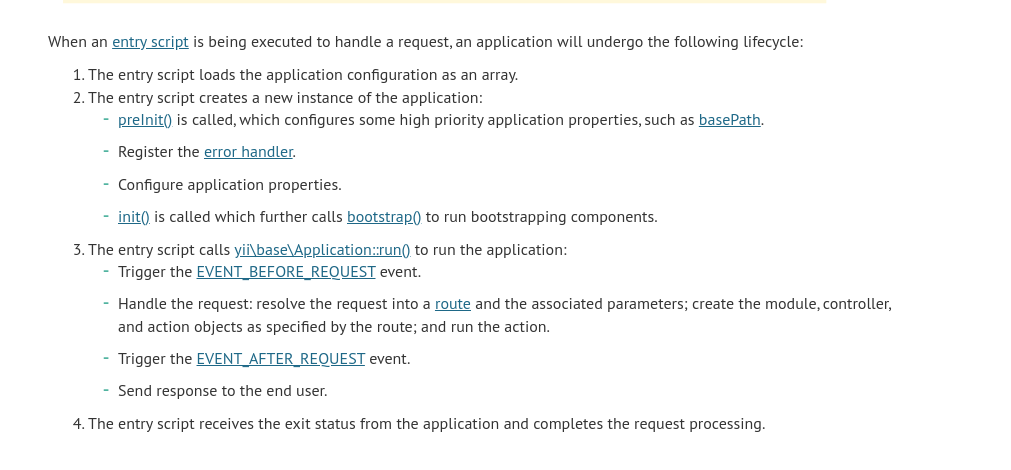 When an entry script is being executed to handle a request, an application will undergo the following lifecycle:
1. The entry script loads the application configuration as an array.
2. The entry script creates a new instance of the application:
- preInit() is called, which configures some high priority application properties, such as basePath.
- Register the error handler.
- Configure application properties.
- init() is called which further calls bootstrap() to run bootstrapping components.
3. The entry script calls yii\base\Application::run() to run the application:
- Trigger the EVENT_BEFORE_REQUEST event.
- Handle the request: resolve the request into a route and the associated parameters; create the module, controller,
and action objects as specified by the route; and run the action.
- Trigger the EVENT_AFTER_REQUEST event.
- Send response to the end user.
4. The entry script receives the exit status from the application and completes the request processing.